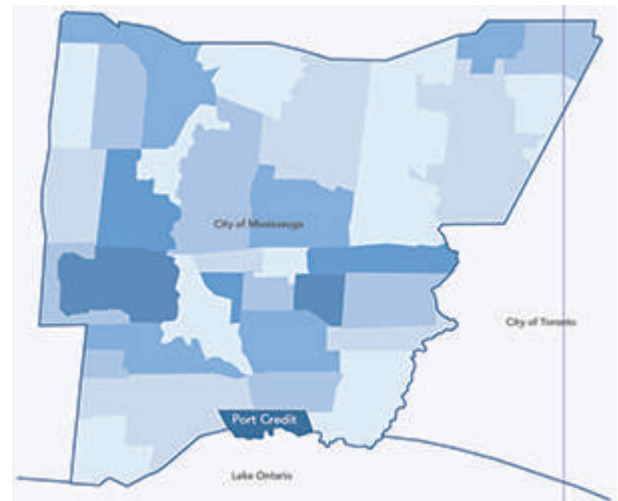 City of Mississauga
City of Toronto
Port Credit
Lake Ontario